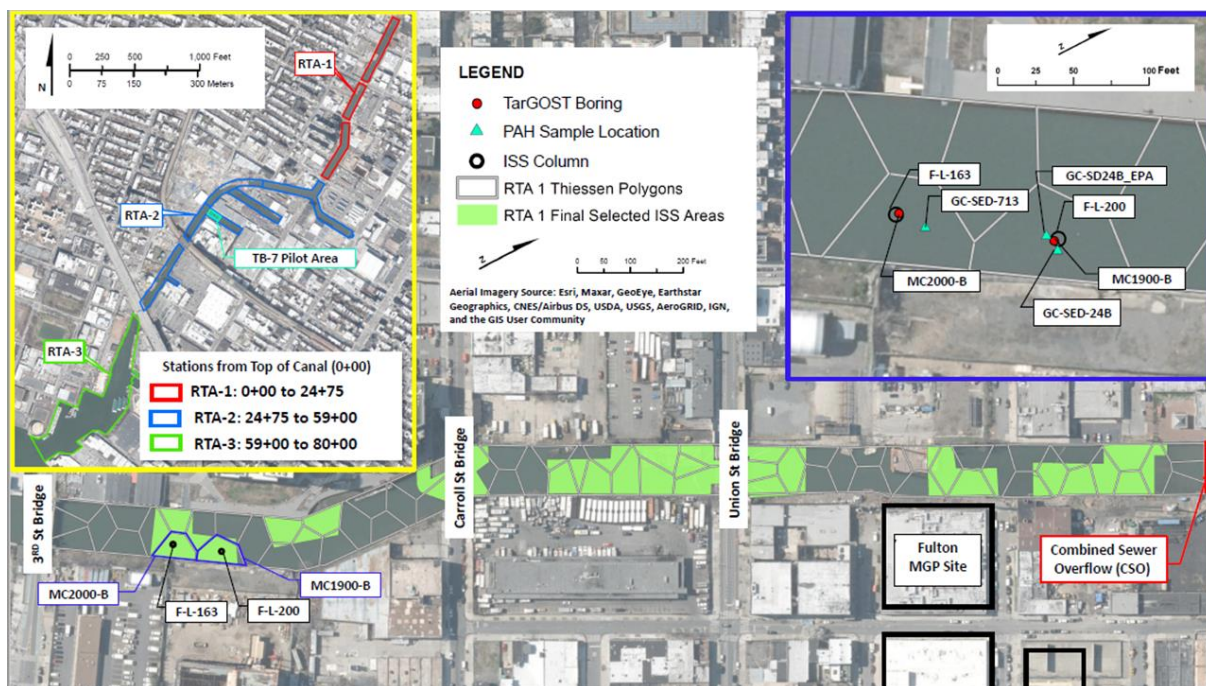 N
0 250 500 1,000 Feet
0 75 150 300 Meters
RTA-1
RTA-2
TB-7 Pilot Area
RTA-3
Stations from Top of Canal (0+00)
RTA-1: 0+00 to 24+75
RTA-2: 24+75 to 59+00
RTA-3: 59+00 to 80+00
LEGEND
TarGOST Boring
PAH Sample Location
ISS Column
RTA 1 Thiessen Polygons
RTA 1 Final Selected ISS Areas
N
0 50 100 200 Feet
Aerial Imagery Source: Esri, Maxar, GeoEye, Earthstar
Geographics, CNES/Airbus DS, USDA, USGS, AeroGRID, IGN,
and the GIS User Community
N
0 25 50 100 Feet
F-L-163
GC-SED-713
GC-SD24B_EPA
F-L-200
MC2000-B
MC1900-B
GC-SED-24B
3RD St Bridge
Carroll St Bridge
Union St Bridge
MC2000-B
F-L-163
F-L-200
MC1900-B
Fulton
MGP Site
Combined Sewer
Overflow (CSO)